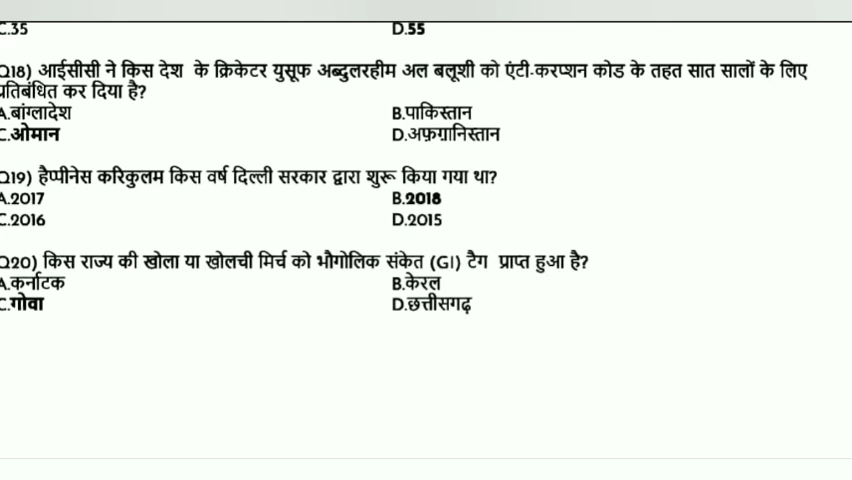 C.35 D.55
Q18) आईसीसी ने किस देश के क्रिकेटर युसूफ अब्दुलरहीम अल बलूशी को एंटी-करप्शन कोड के तहत सात सालों के लिए
प्रतिबंधित कर दिया है?
A.बांग्लादेश B.पाकिस्तान
C.ओमान D.अफ़ग़ानिस्तान
Q19) हैप्पीनेस करिकुलम किस वर्ष दिल्ली सरकार द्वारा शुरू किया गया था?
A.2017 B.2018
C.2016 D.2015
Q20) किस राज्य की खोला या खोलची मिर्च को भौगोलिक संकेत (GI) टैग प्राप्त हुआ है?
A.कर्नाटक B.केरल
C.गोवा D.छत्तीसगढ़